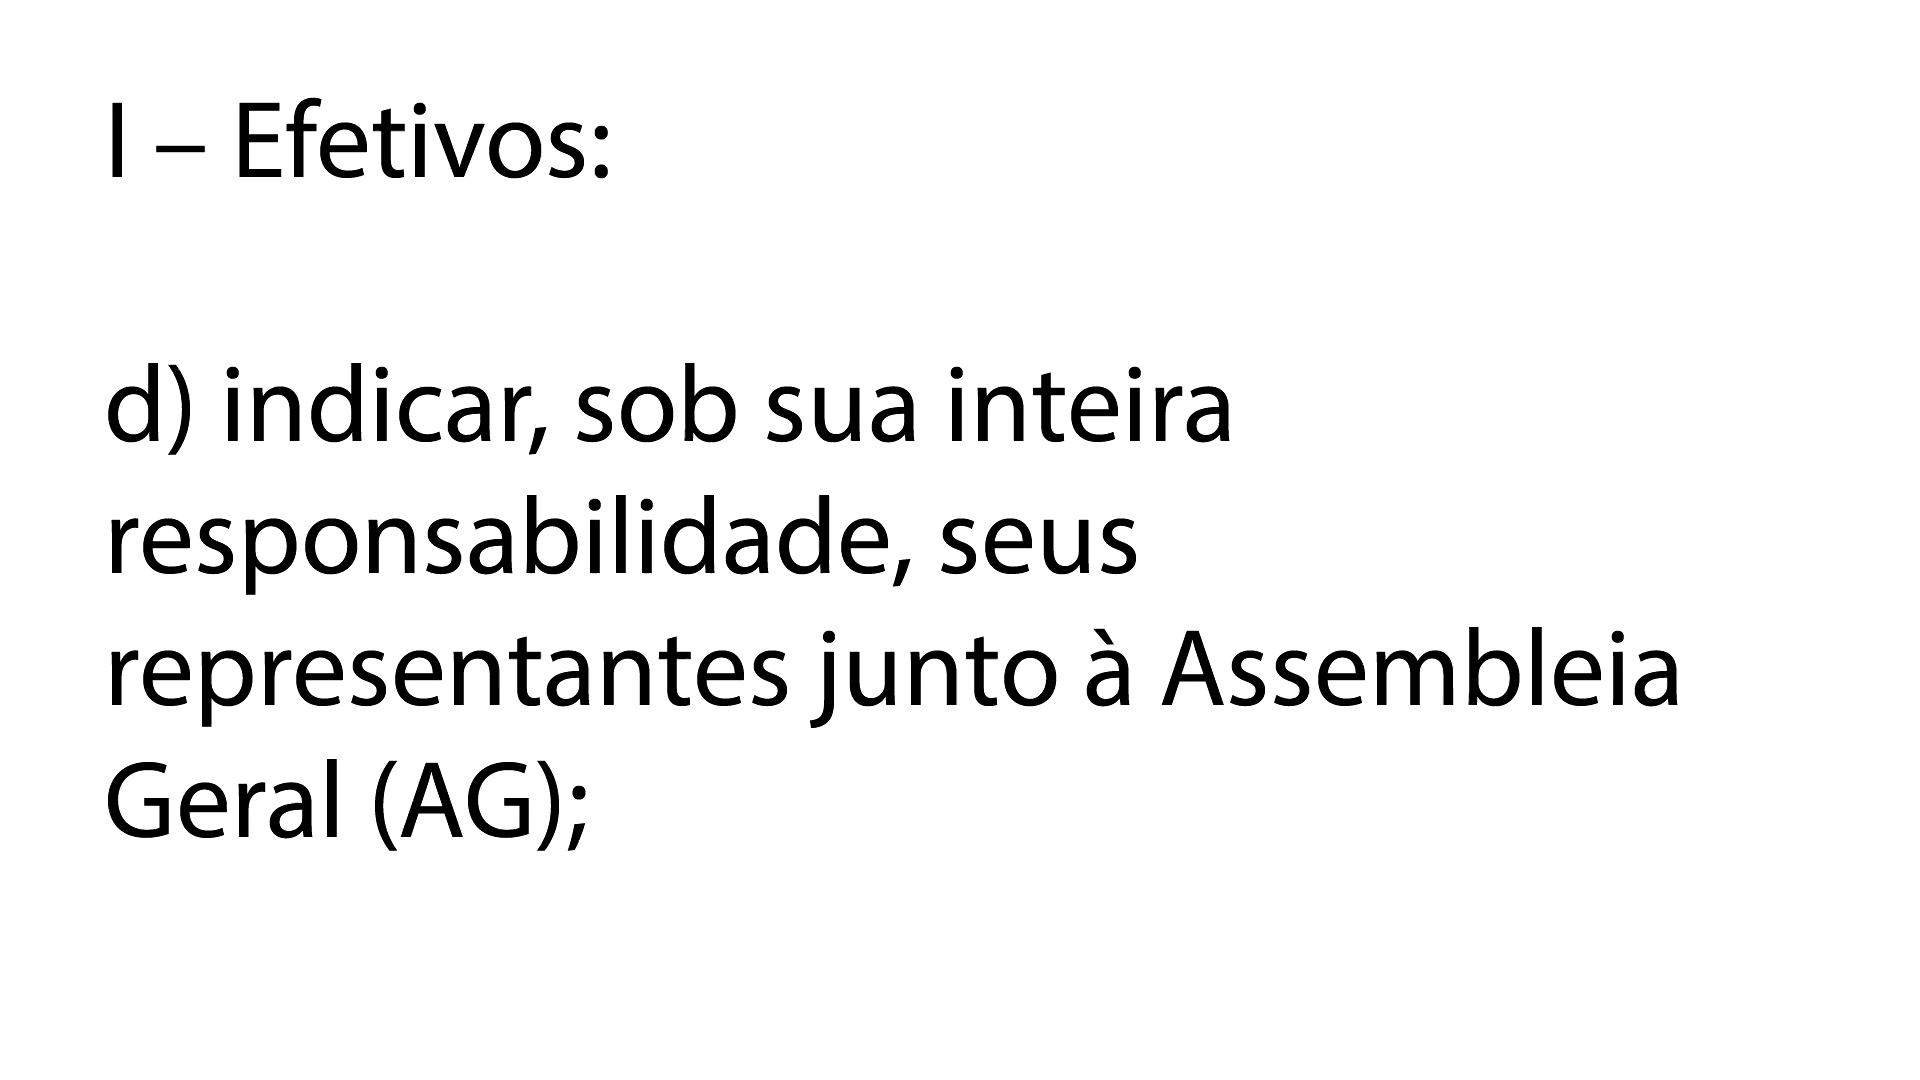 I – Efetivos:
d) indicar, sob sua inteira
responsabilidade, seus
representantes junto à Assembleia
Geral (AG);